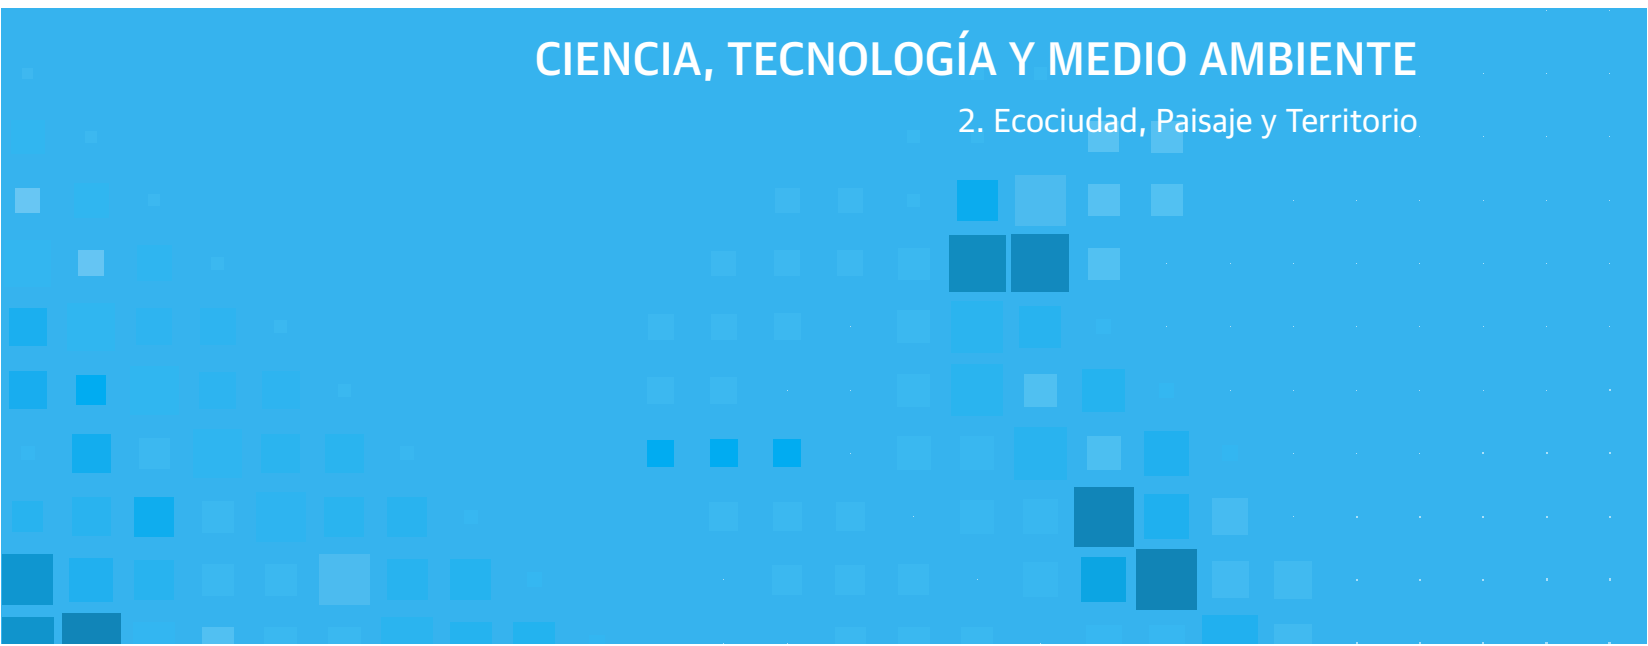 CIENCIA, TECNOLOGÍA Y MEDIO AMBIENTE
2. Ecociudad, Paisaje y Territorio